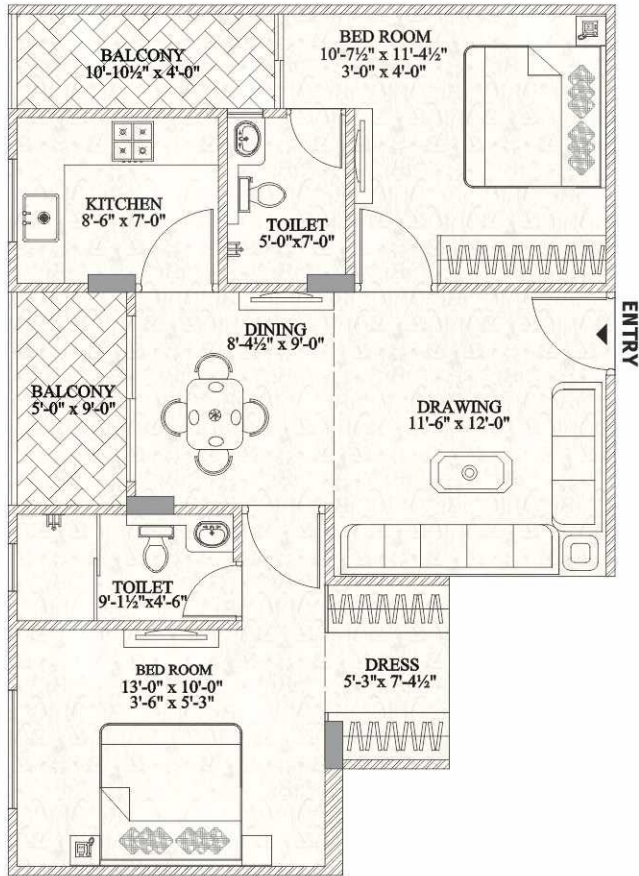 BALCONY
10'-10½" x 4'-0"
BED ROOM
10'-7½" x 11'-4½"
3'-0" x 4'-0"
KITCHEN
8'-6" x 7'-0"
TOILET
5'-0"x7'-0"
ENTRY
DINING
8'-4½" x 9'-0"
BALCONY
5'-0" x 9'-0"
DRAWING
11'-6" x 12'-0"
TOILET
9'-1½"x4'-6"
BED ROOM
13'-0" x 10'-0"
3'-6" x 5'-3"
DRESS
5'-3"x 7'-4½"